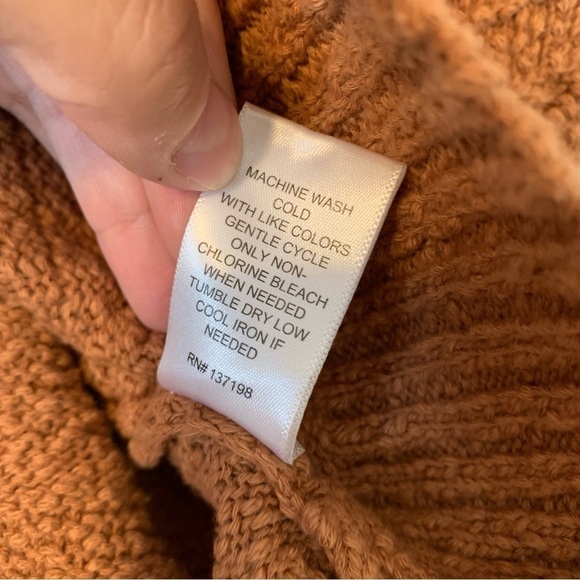 MACHINE WASH
COLD
WITH LIKE COLORS
GENTLE CYCLE
ONLY NON-
CHLORINE BLEACH
WHEN NEEDED
TUMBLE DRY LOW
COOL IRON IF
NEEDED
RN# 137198